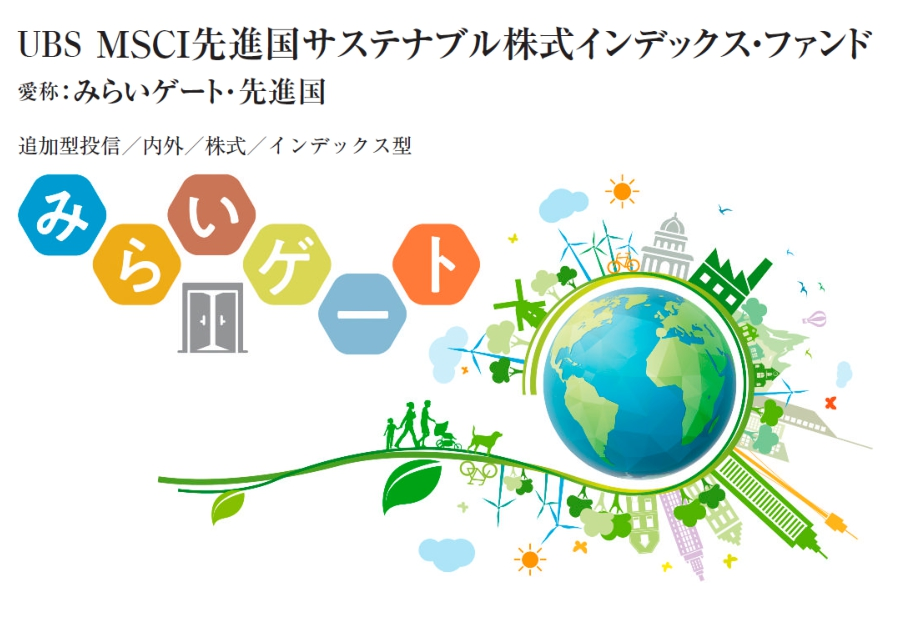 UBS MSCI先進国サステナブル株式インデックス・ファンド
愛称：みらいゲート・先進国
追加型投信／内外／株式／インデックス型
みらいゲート